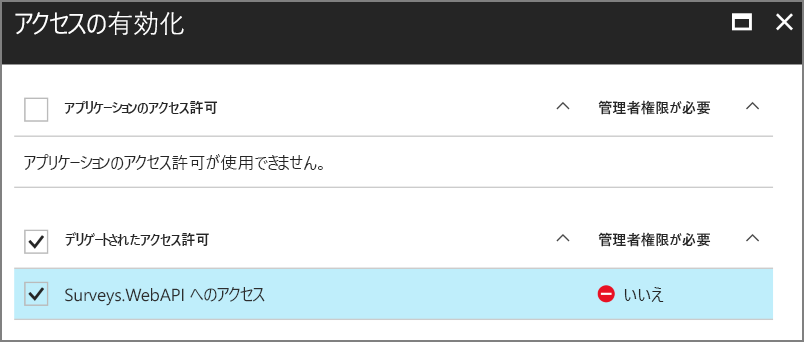 アクセスの有効化
アプリケーションのアクセス許可 管理者権限が必要
アプリケーションのアクセス許可が使用できません。
デリゲートされたアクセス許可 管理者権限が必要
Surveys.WebAPI へのアクセス いいえ